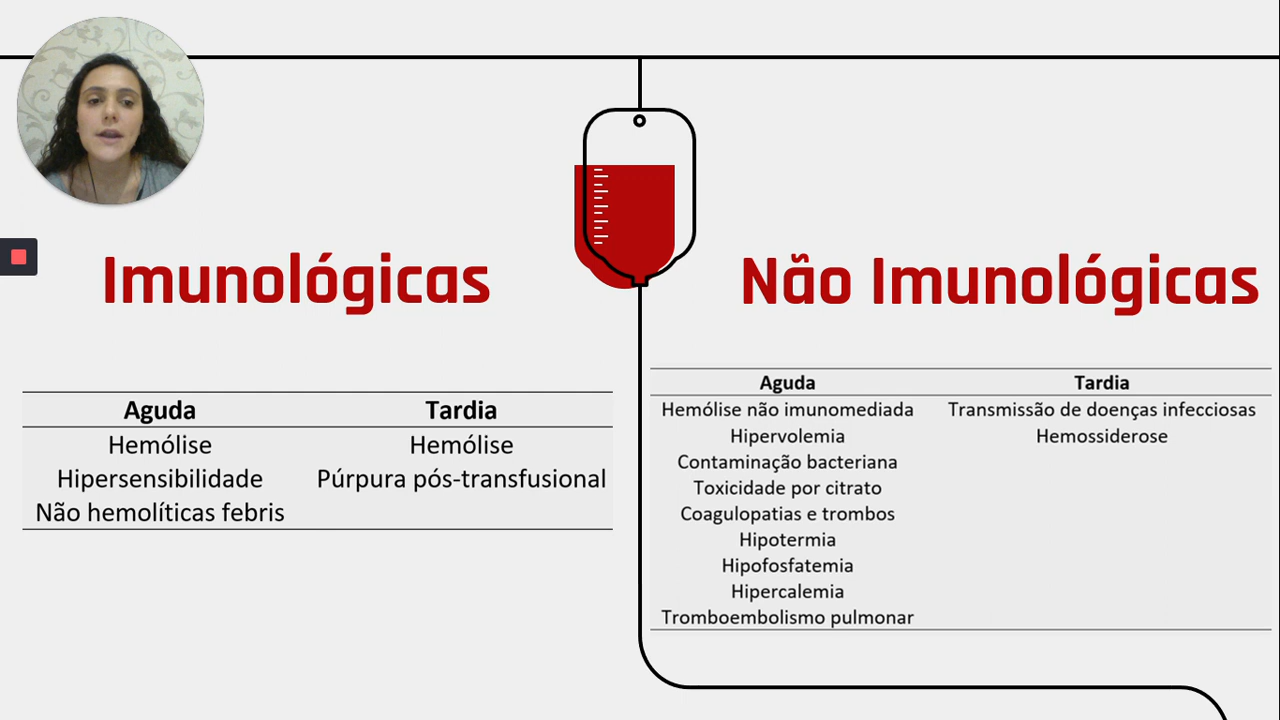 Imunológicas
Aguda Tardia
Hemólise Hemólise
Hipersensibilidade Púrpura pós-transfusional
Não hemolíticas febris
Não Imunológicas
Aguda Tardia
Hemólise não imunomediada Transmissão de doenças infecciosas
Hipervolemia Hemossiderose
Contaminação bacteriana
Toxicidade por citrato
Coagulopatias e trombos
Hipotermia
Hipofosfatemia
Hipercalemia
Tromboembolismo pulmonar